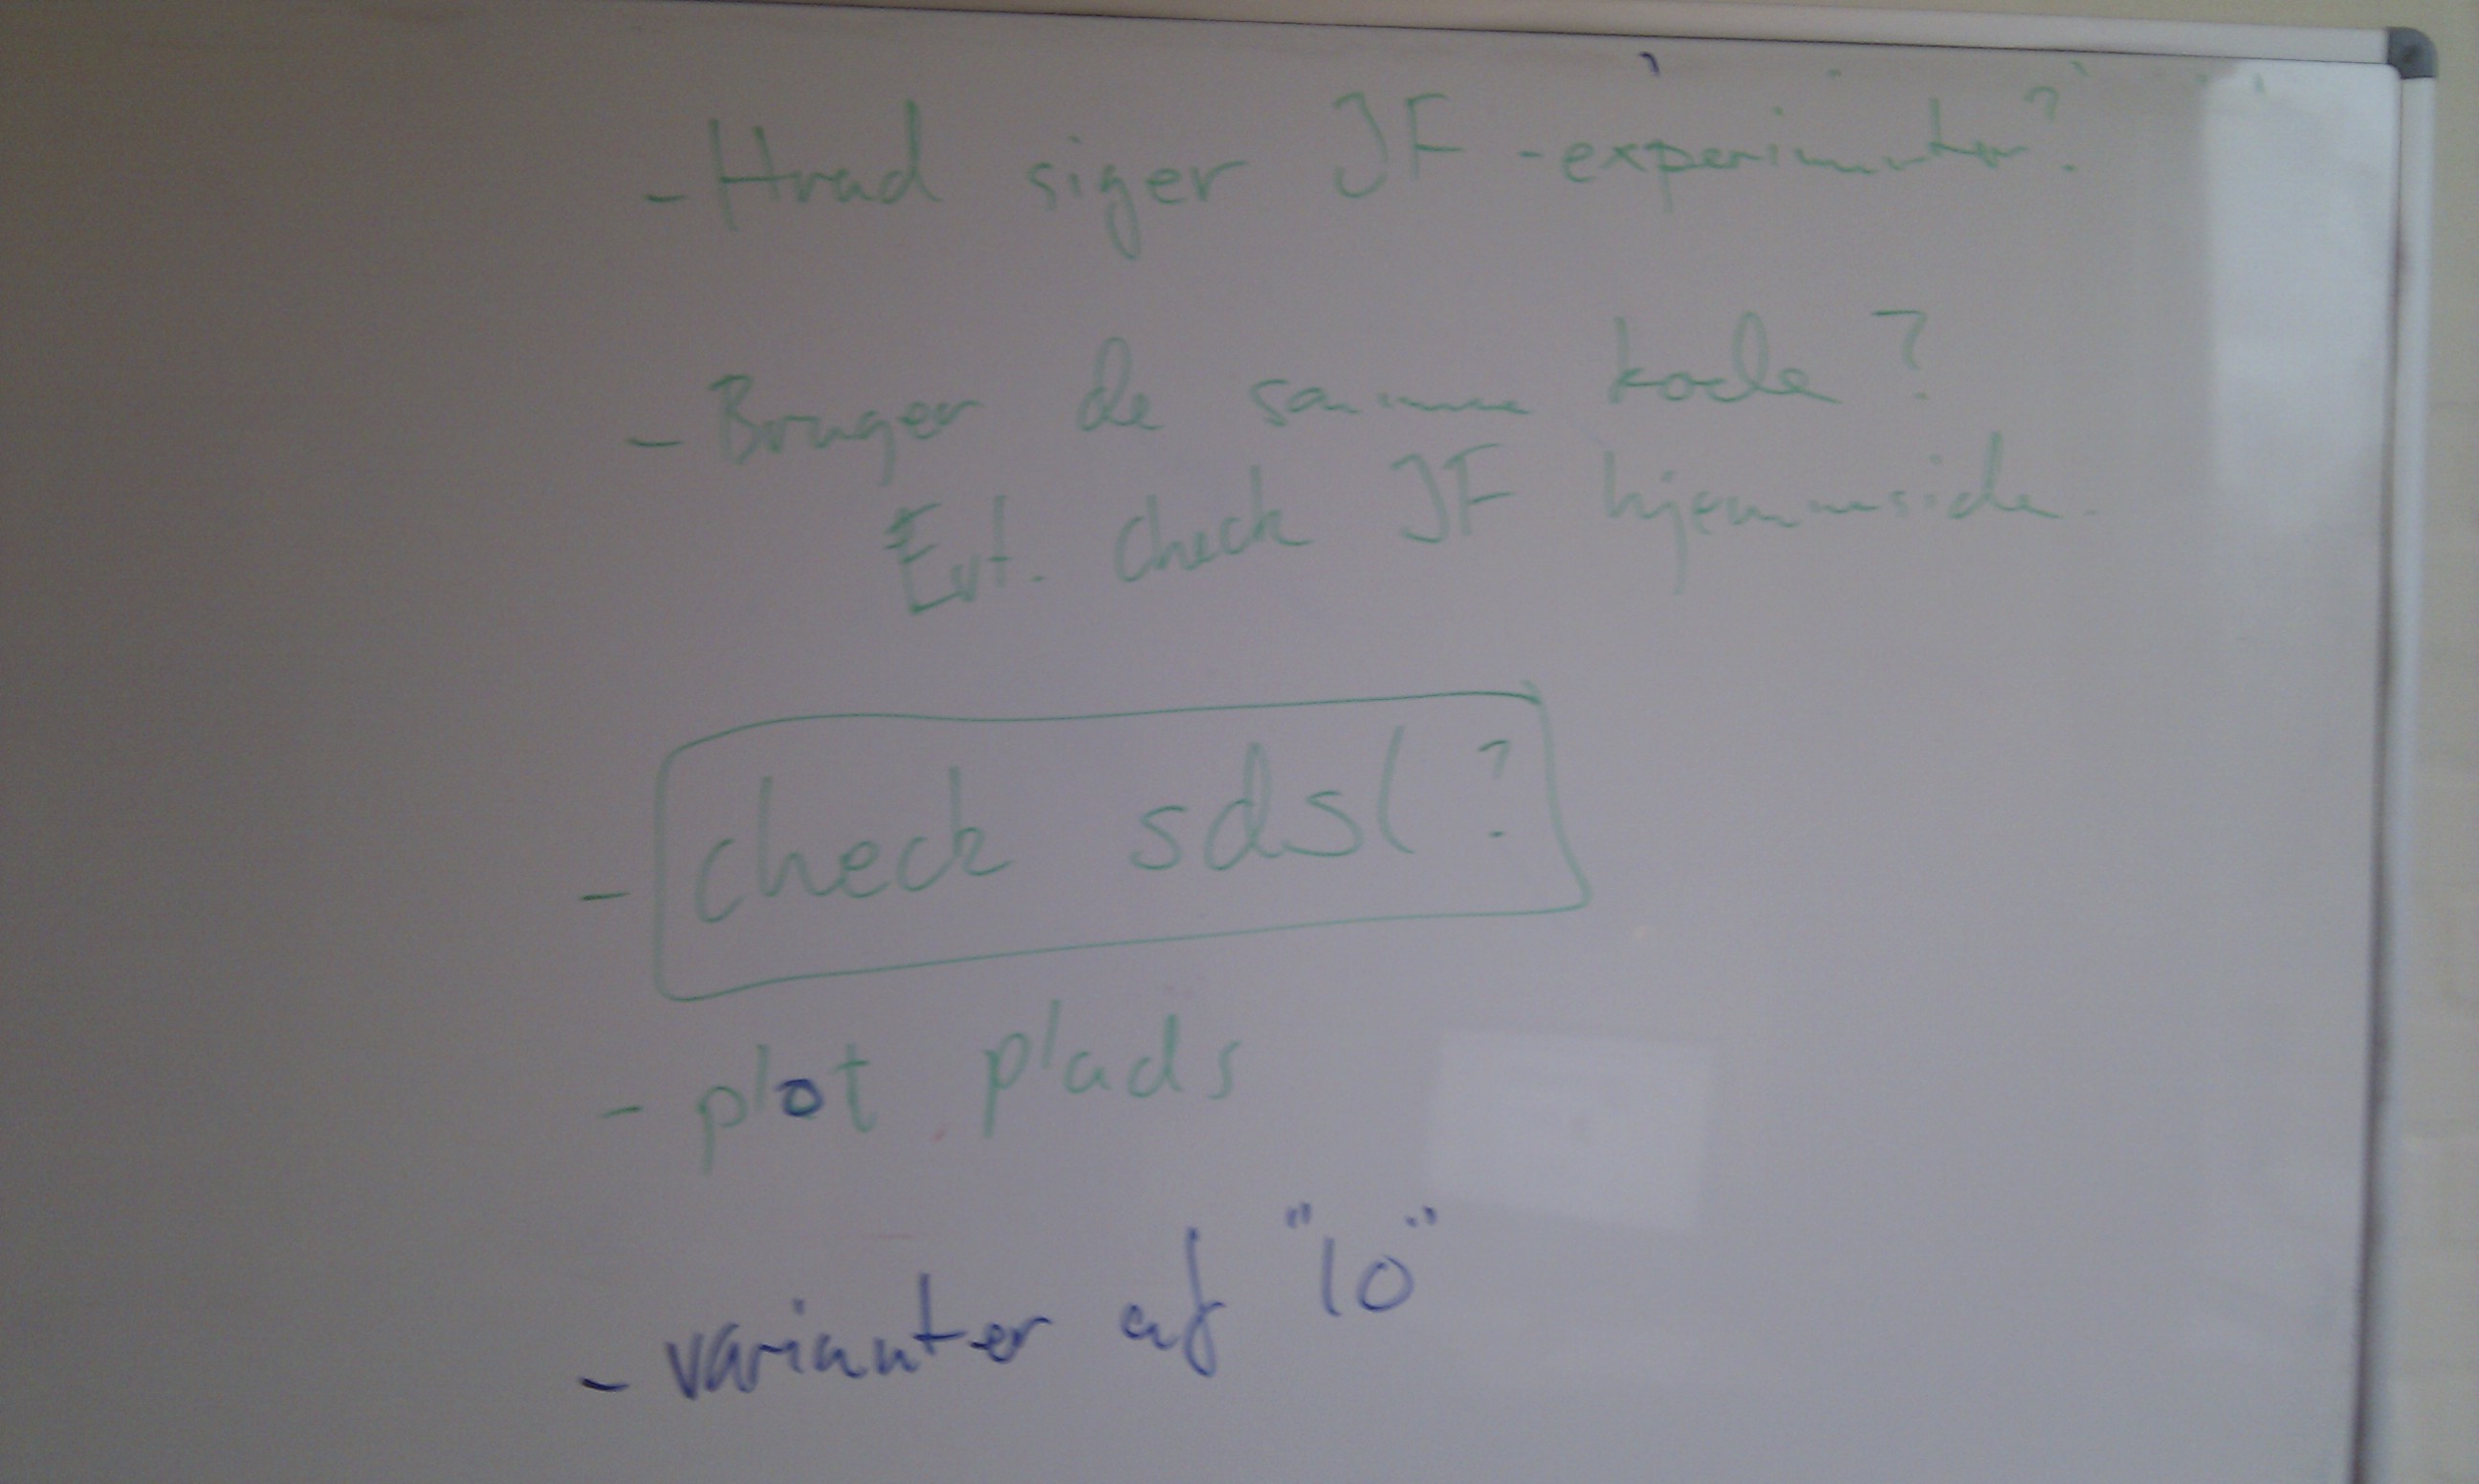 - Hvad siger JF -experimenter?
- Bruger de samme kode?
Evt. check JF hjemmeside.
- check sdsl?
- plot plads
- varianter af "10"